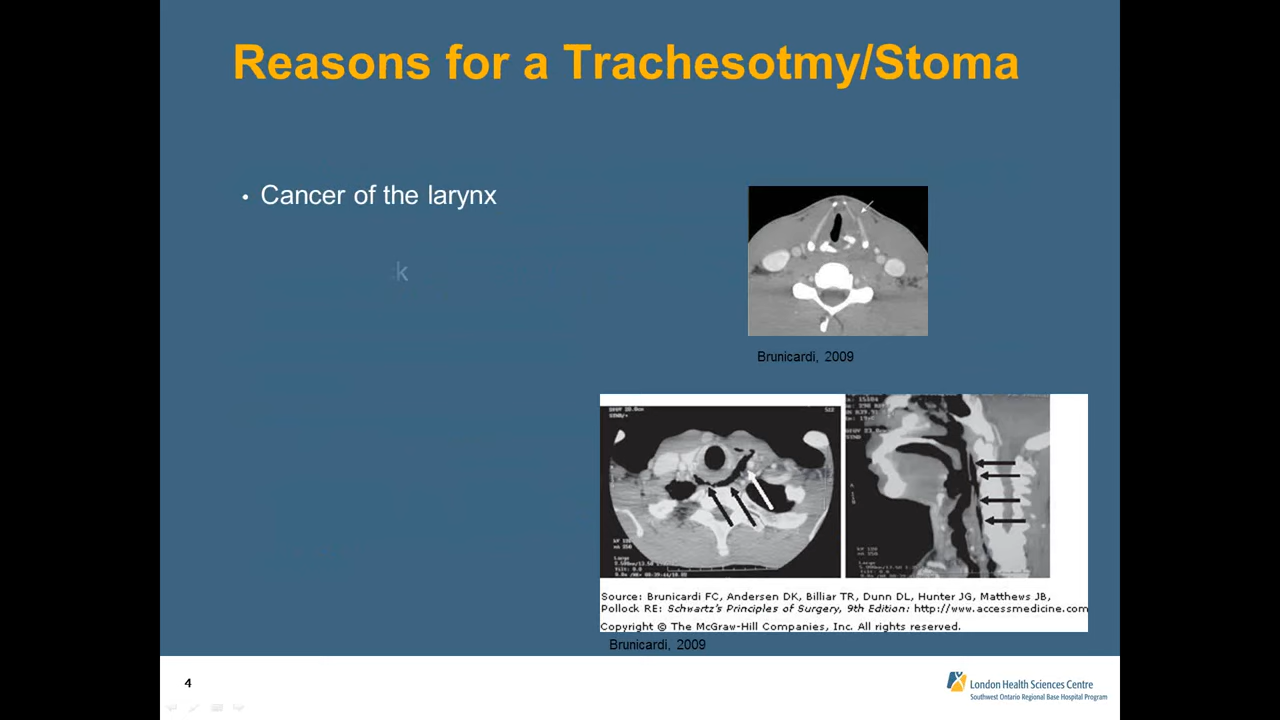 Reasons for a Trachesotmy/Stoma
• Cancer of the larynx
k
Brunicardi, 2009
Source: Brunicardi FC, Andersen DK, Billiar TR, Dunn DL, Hunter JG, Matthews JB,
Pollock RE: Schwartz's Principles of Surgery, 9th Edition: http://www.accessmedicine.com
Copyright © The McGraw-Hill Companies, Inc. All rights reserved.
Brunicardi, 2009
4
London Health Sciences Centre
Southwest Ontario Regional Base Hospital Program